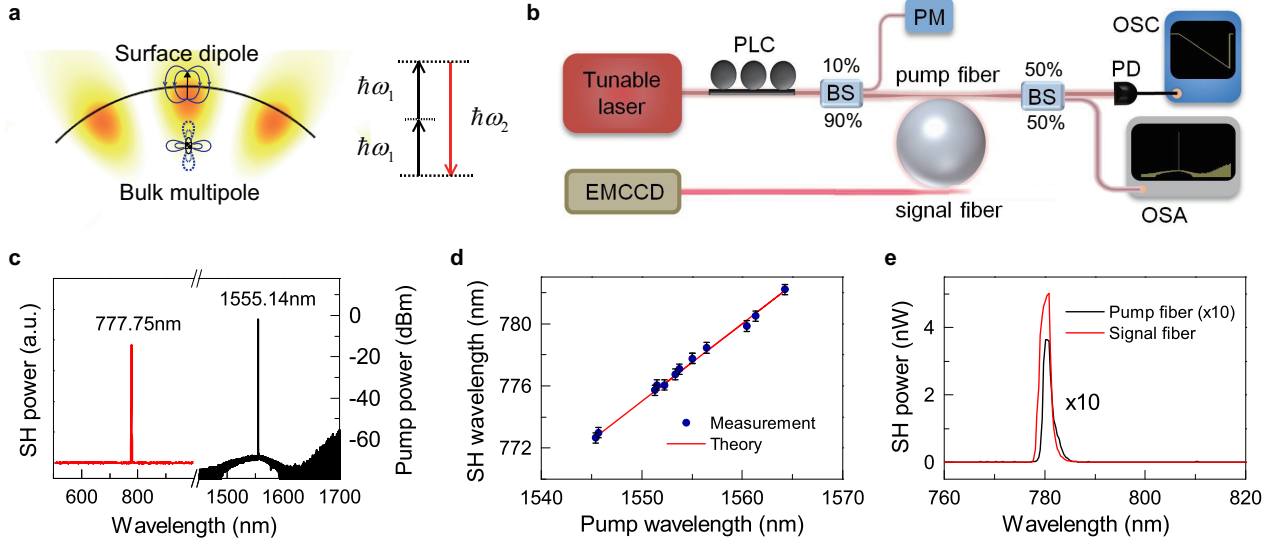 a
Surface dipole
Bulk multipole
ħω₁
ħω₁
ħω₂
b
Tunable
laser
PLC
10%
BS
90%
PM
pump fiber
50%
BS
50%
PD
OSC
OSA
EMCCD
signal fiber
c
SH power (a.u.)
777.75nm
1555.14nm
0
-20
-40
-60
Pump power (dBm)
600 800 1500 1600 1700
Wavelength (nm)
d
SH wavelength (nm)
780
776
772
Measurement
Theory
1540 1550 1560 1570
Pump wavelength (nm)
e
SH power (nW)
4
2
0
Pump fiber (x10)
Signal fiber
x10
760 780 800 820
Wavelength (nm)